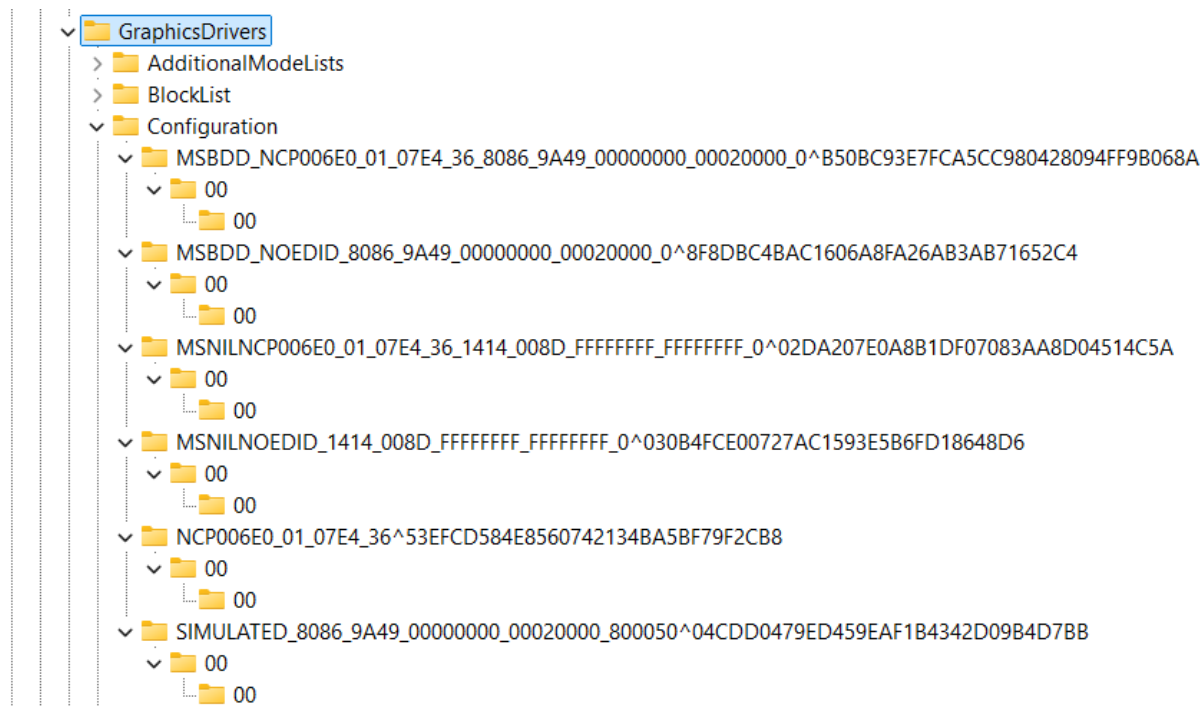 GraphicsDrivers
AdditionalModeLists
BlockList
Configuration
MSBDD_NCP006E0_01_07E4_36_8086_9A49_00000000_00020000_0^B50BC93E7FCA5CC980428094FF9B068A
00
00
MSBDD_NOEDID_8086_9A49_00000000_00020000_0^8F8DBC4BAC1606A8FA26AB3AB71652C4
00
00
MSNILNCP006E0_01_07E4_36_1414_008D_FFFFFFFF_FFFFFFFF_0^02DA207E0A8B1DF07083AA8D04514C5A
00
00
MSNILNOEDID_1414_008D_FFFFFFFF_FFFFFFFF_0^030B4FCE00727AC1593E5B6FD18648D6
00
00
NCP006E0_01_07E4_36^53EFCD584E8560742134BA5BF79F2CB8
00
00
SIMULATED_8086_9A49_00000000_00020000_800050^04CDD0479ED459EAF1B4342D09B4D7BB
00
00